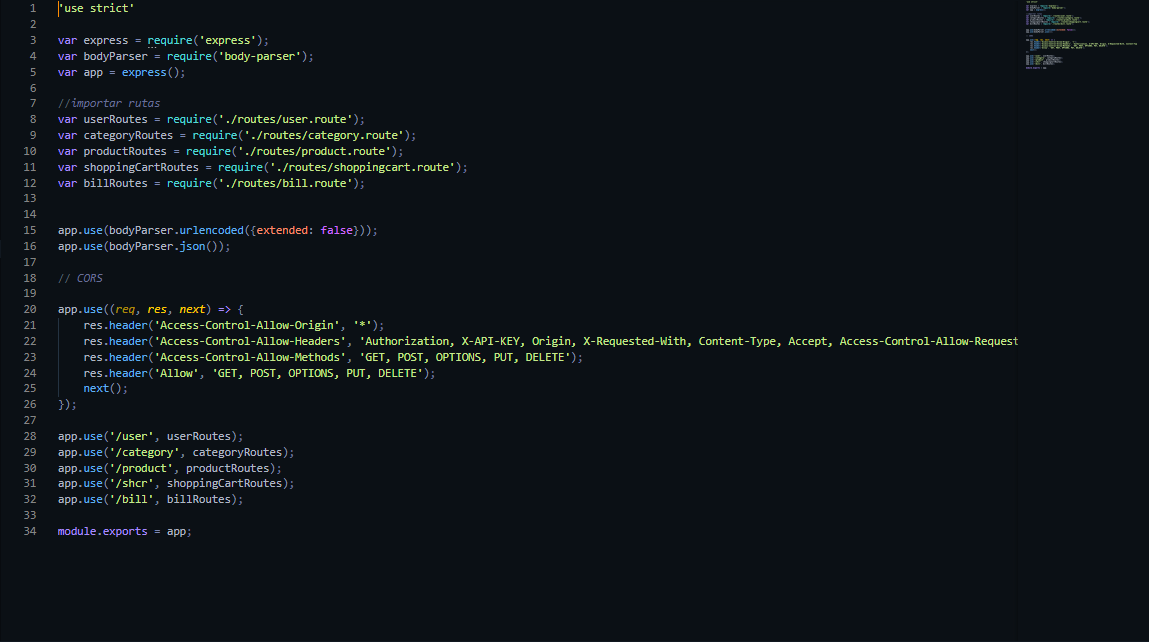 1 'use strict'
2
3 var express = require('express');
4 var bodyParser = require('body-parser');
5 var app = express();
6
7 //importar rutas
8 var userRoutes = require('./routes/user.route');
9 var categoryRoutes = require('./routes/category.route');
10 var productRoutes = require('./routes/product.route');
11 var shoppingCartRoutes = require('./routes/shoppingcart.route');
12 var billRoutes = require('./routes/bill.route');
13
14
15 app.use(bodyParser.urlencoded({extended: false}));
16 app.use(bodyParser.json());
17
18 // CORS
19
20 app.use((req, res, next) => {
21 res.header('Access-Control-Allow-Origin', '*');
22 res.header('Access-Control-Allow-Headers', 'Authorization, X-API-KEY, Origin, X-Requested-With, Content-Type, Accept, Access-Control-Allow-Request
23 res.header('Access-Control-Allow-Methods', 'GET, POST, OPTIONS, PUT, DELETE');
24 res.header('Allow', 'GET, POST, OPTIONS, PUT, DELETE');
25 next();
26 });
27
28 app.use('/user', userRoutes);
29 app.use('/category', categoryRoutes);
30 app.use('/product', productRoutes);
31 app.use('/shcr', shoppingCartRoutes);
32 app.use('/bill', billRoutes);
33
34 module.exports = app;